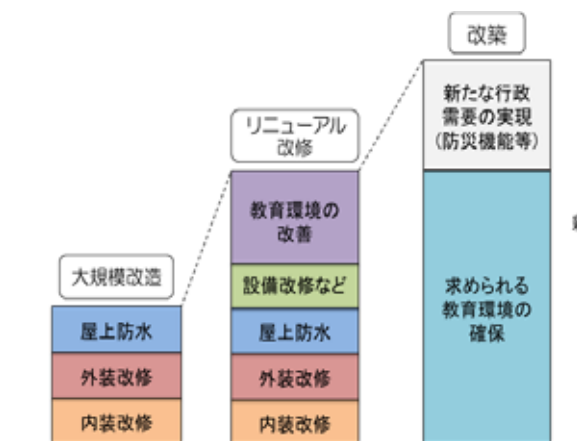 改築
新たな行政
需要の実現
(防災機能等)
リニューアル
改修
教育環境の
改善
大規模改造
設備改修など
求められる
教育環境の
確保
屋上防水
屋上防水
外装改修
外装改修
内装改修
内装改修